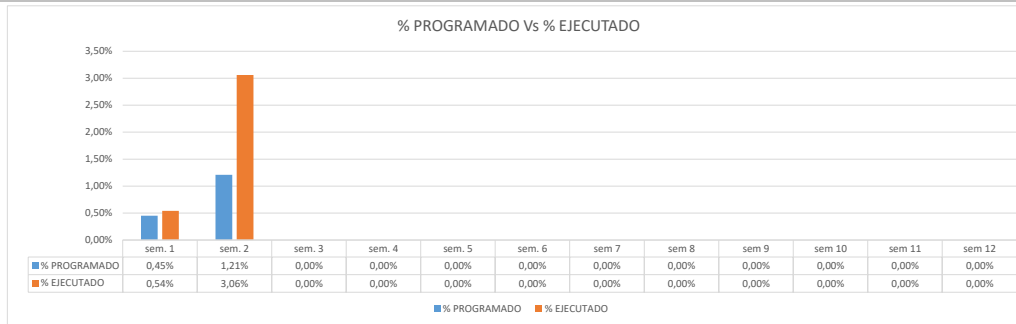 % PROGRAMADO Vs % EJECUTADO
3,50%
3,00%
2,50%
2,00%
1,50%
1,00%
0,50%
0,00%
sem. 1 sem. 2 sem. 3 sem. 4 sem. 5 sem. 6 sem 7 sem 8 sem 9 sem 10 sem 11 sem 12
% PROGRAMADO 0,45% 1,21% 0,00% 0,00% 0,00% 0,00% 0,00% 0,00% 0,00% 0,00% 0,00% 0,00%
% EJECUTADO 0,54% 3,06% 0,00% 0,00% 0,00% 0,00% 0,00% 0,00% 0,00% 0,00% 0,00% 0,00%
% PROGRAMADO % EJECUTADO